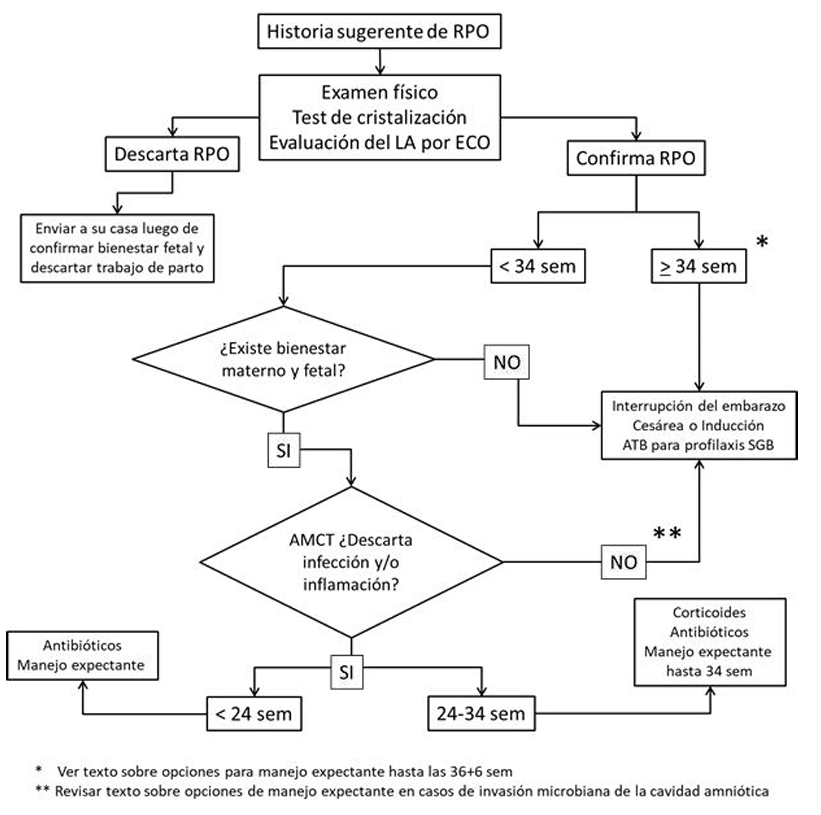 Historia sugerente de RPO
Examen físico
Test de cristalización
Evaluación del LA por ECO
Descarta RPO
Confirma RPO
Enviar a su casa luego de
confirmar bienestar fetal y
descartar trabajo de parto
< 34 sem
≥ 34 sem
*
¿Existe bienestar
materno y fetal?
NO
Interrupción del embarazo
Cesárea o Inducción
ATB para profilaxis SGB
SI
AMCT ¿Descarta
infección y/o
inflamación?
NO
**
Corticoides
Antibióticos
Manejo expectante
hasta 34 sem
Antibióticos
Manejo expectante
SI
< 24 sem
24-34 sem
* Ver texto sobre opciones para manejo expectante hasta las 36+6 sem
** Revisar texto sobre opciones de manejo expectante en casos de invasión microbiana de la cavidad amniótica